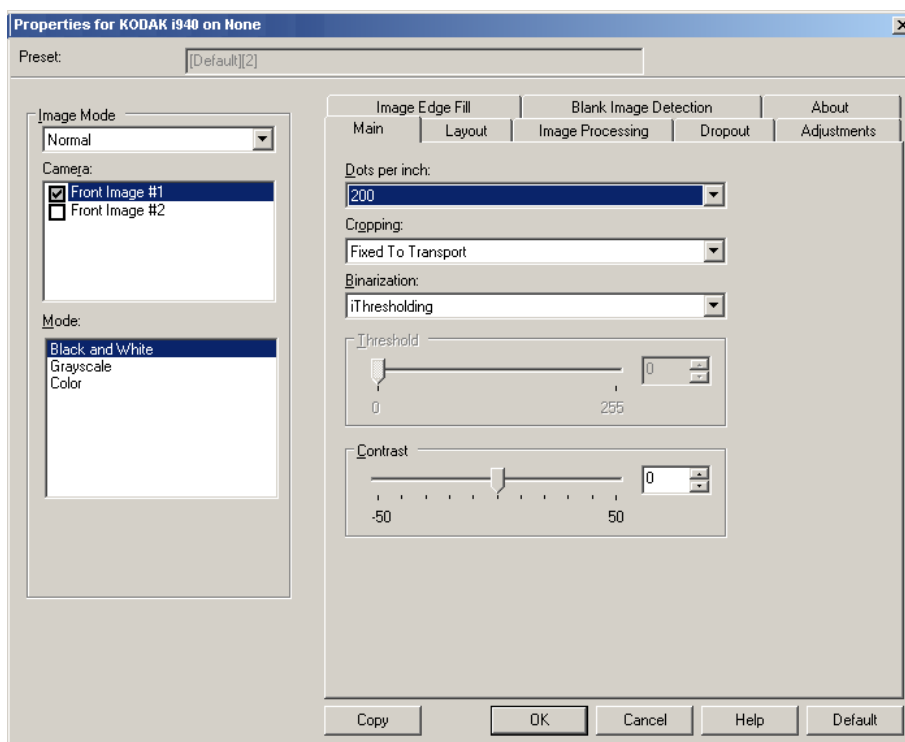 Properties for KODAK i940 on None
Preset:
[Default][2]
Image Mode
Normal
Camera:
Front Image #1
Front Image #2
Mode:
Black and White
Grayscale
Color
Image Edge Fill
Blank Image Detection
About
Main
Layout
Image Processing
Dropout
Adjustments
Dots per inch:
200
Cropping:
Fixed To Transport
Binarization:
iThresholding
Threshold
0
0
255
Contrast
0
-50
50
Copy
OK
Cancel
Help
Default